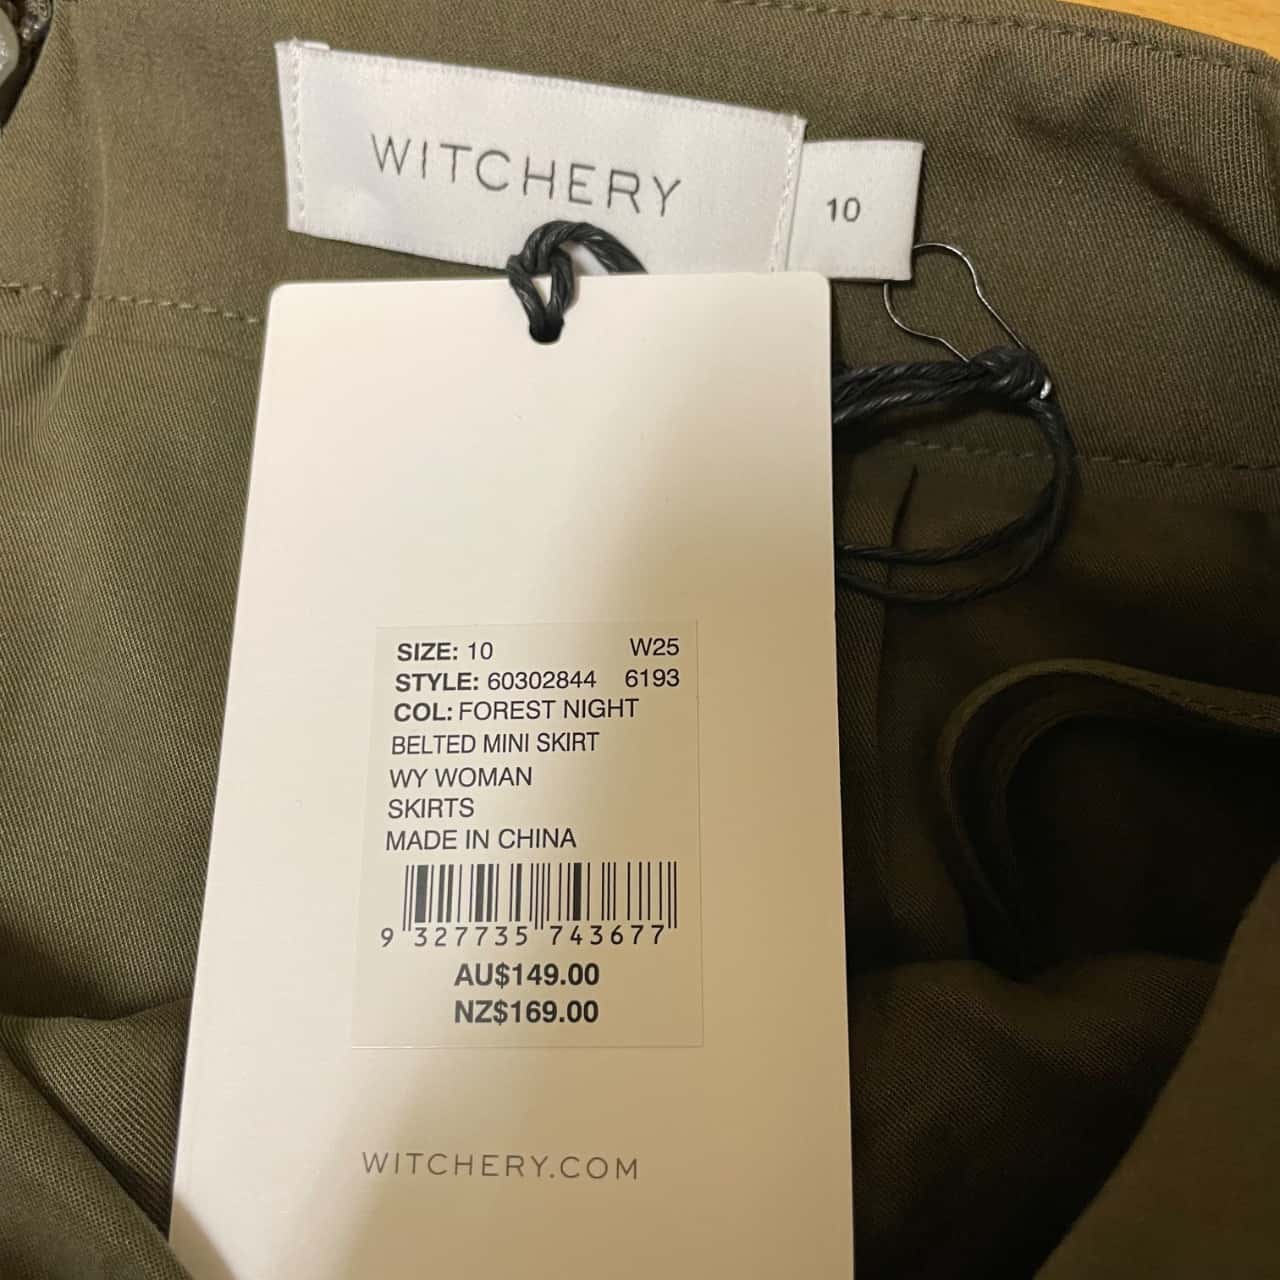 WITCHERY
10
SIZE: 10 W25
STYLE: 60302844 6193
COL: FOREST NIGHT
BELTED MINI SKIRT
WY WOMAN
SKIRTS
MADE IN CHINA
9 327735 743677
AU$149.00
NZ$169.00
WITCHERY.COM